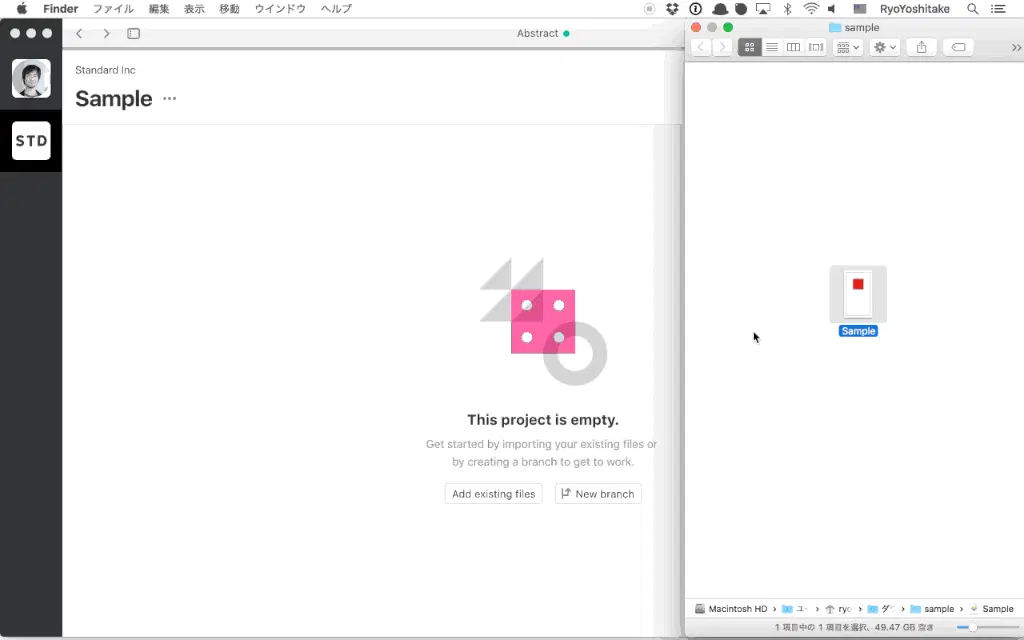 Finder ファイル 編集 表示 移動 ウインドウ ヘルプ RyoYoshitake
Abstract
sample
Standard Inc
Sample ···
STD
Sample
This project is empty.
Get started by importing your existing files or
by creating a branch to get to work.
Add existing files New branch
Macintosh HD › ユ… › ryo › ダ › sample › Sample
1 項目中の 1 項目を選択、49.47 GB 空き